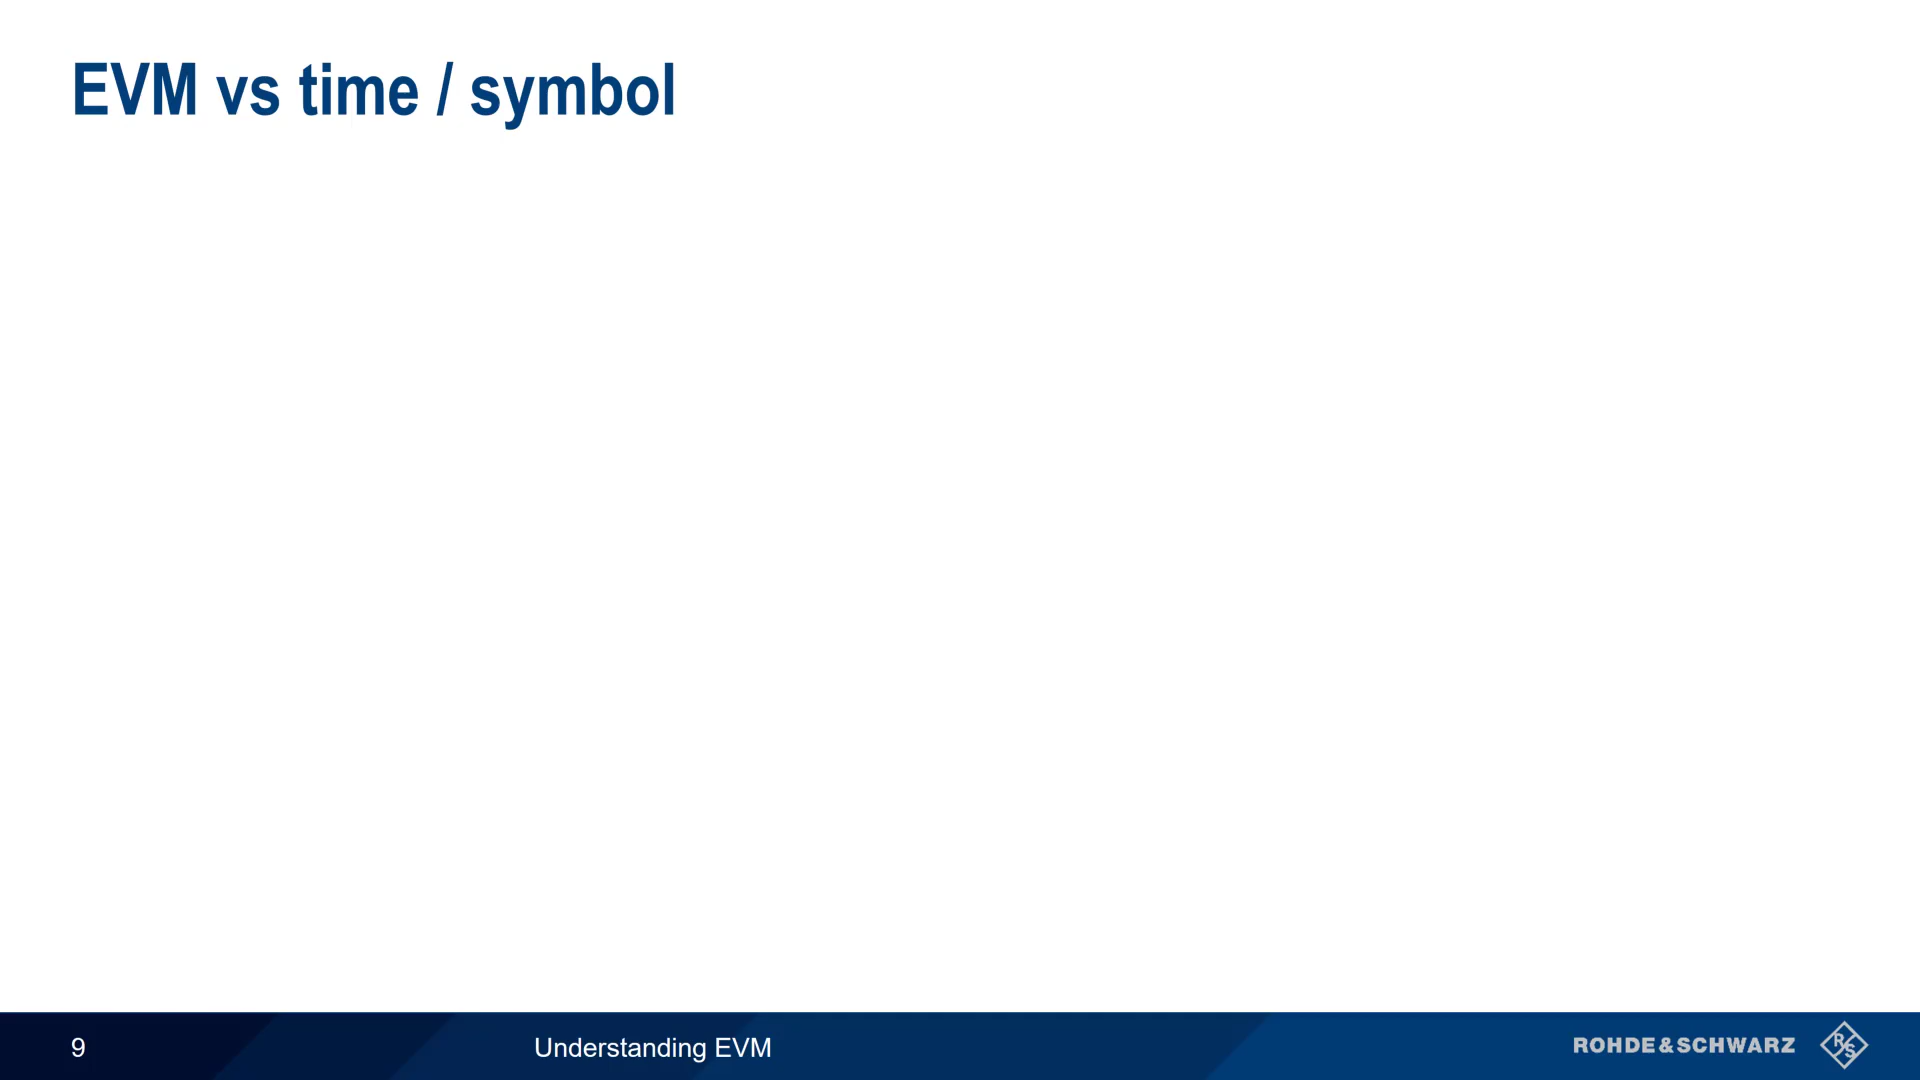 EVM vs time / symbol
9
Understanding EVM
ROHDE&SCHWARZ
R
S